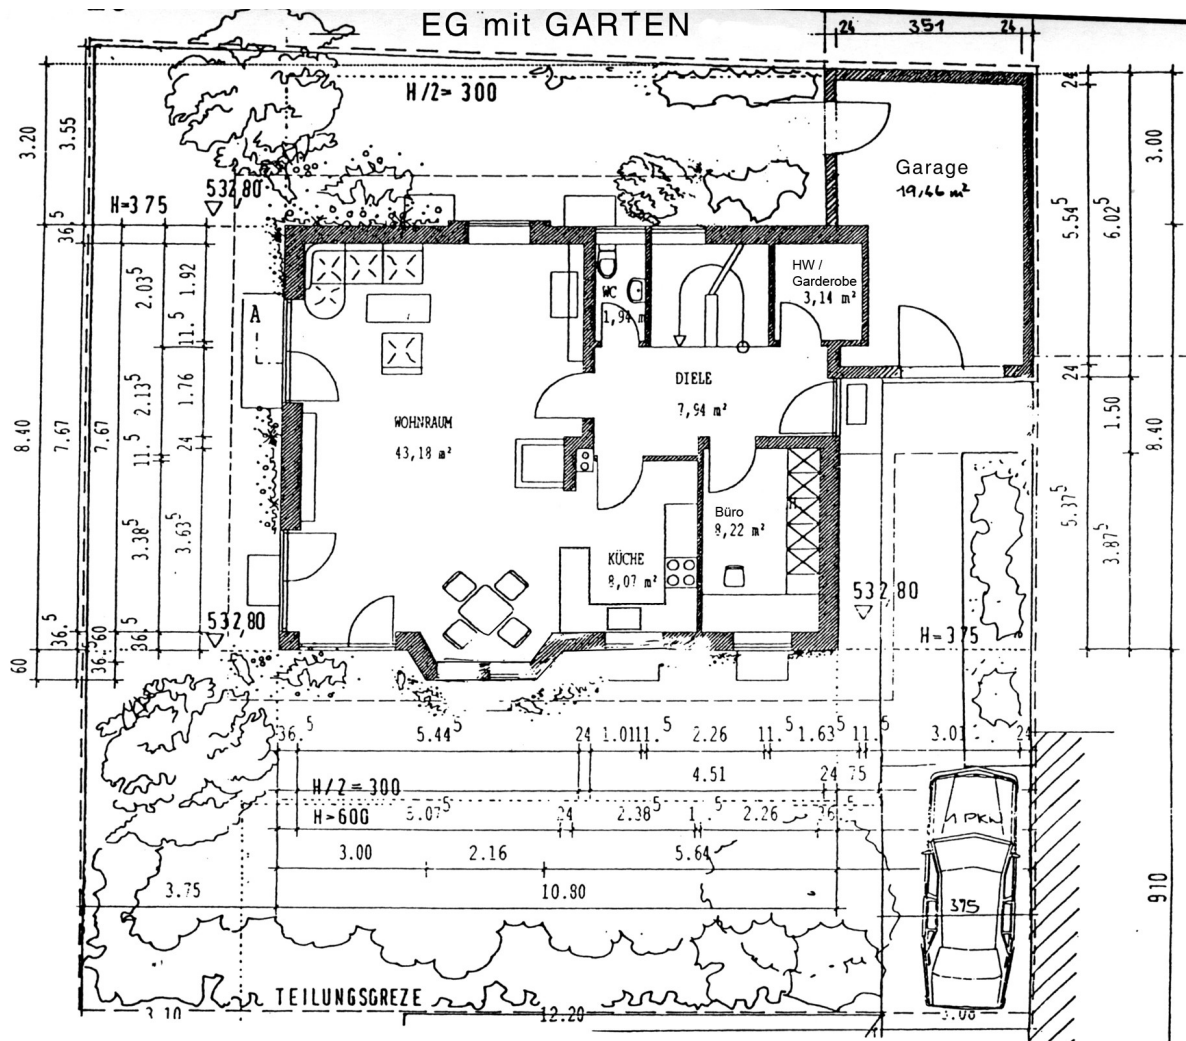 EG mit GARTEN
24 351 24
H/2= 300
3.20
3.55
24
3.00
Garage
19,46 m²
H=375
532,80
36.5
5.54⁵
6.02⁵
2.03⁵
1.92
HW /
Garderobe
3,14 m²
WC
1,94 m
A
11.5
24
DIELE
7,94 m²
2.13⁵
1.76
1.50
8.40
7.67
7.67
8.40
WOHNRAUM
43,18 m²
11.5
24
5.37⁵
3.87⁵
3.38⁵
3.63⁵
Büro
8,22 m²
KÜCHE
8,07 m²
532,80
532,80
H=375
36.5
60
36.5
36.5
60
36.5 5.44⁵ 24 1.01 11.5 2.26 11.5 1.63⁵ 11.5 3.01 24
4.51 24 75
H/2=300
H>600
5.07⁵ 24 2.38⁵ 2.26
1 PKW
3.00 2.16 5.64
3.75
10.80
375
910
TEILUNGSGREZE
3.10
12.20
3.00